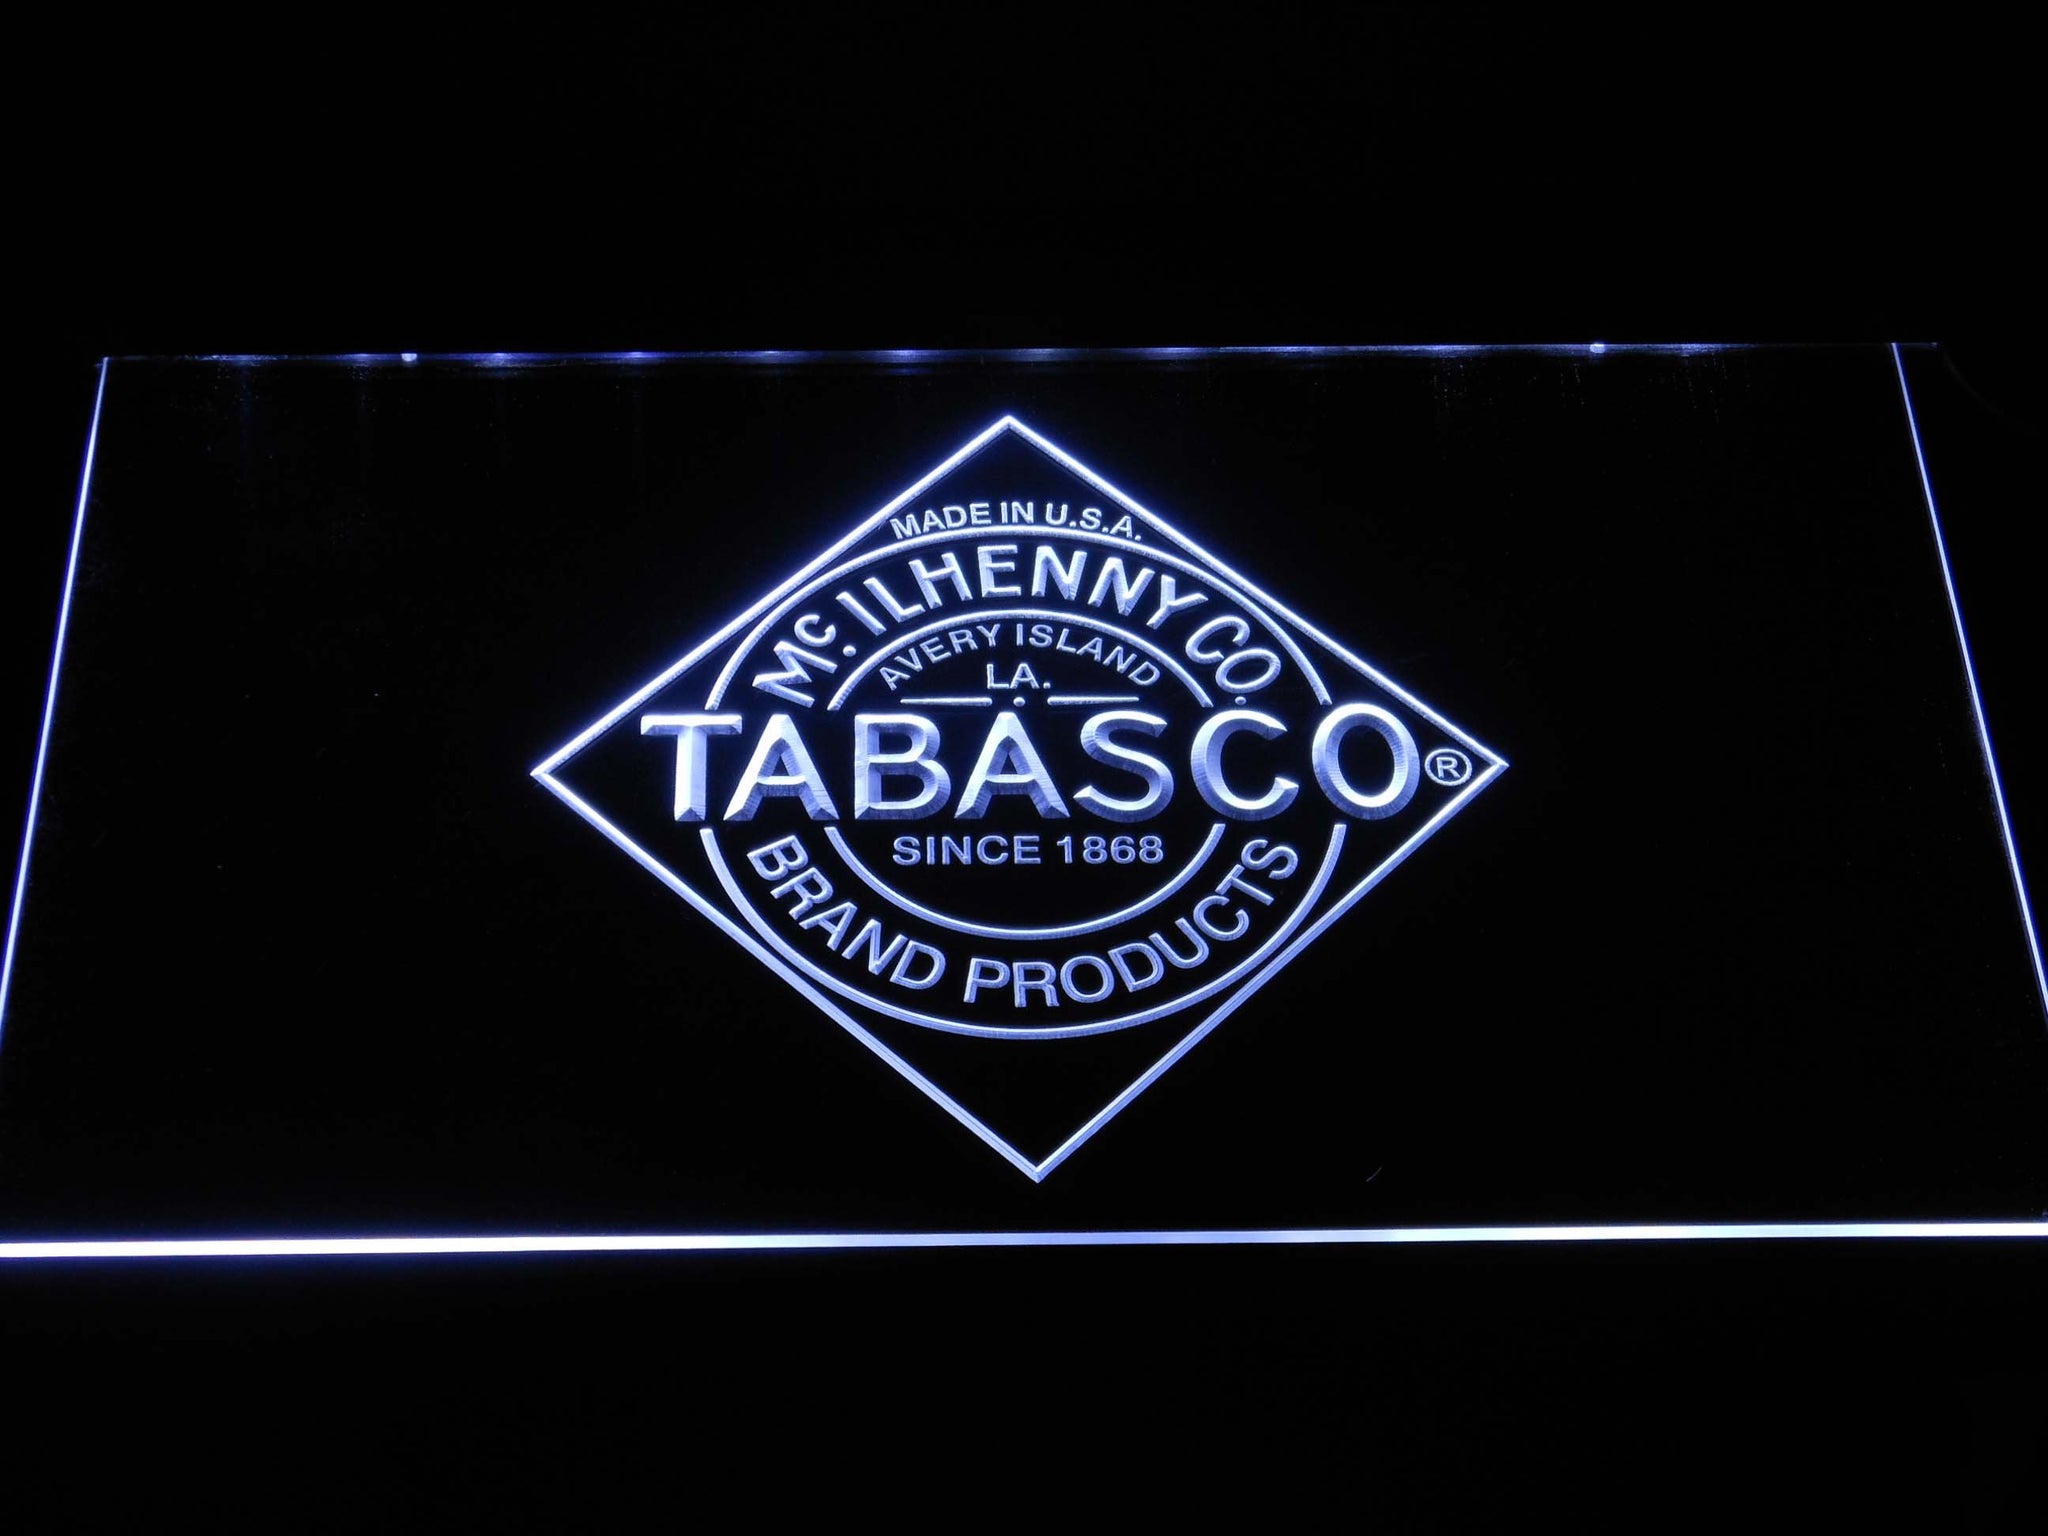 MADE IN U.S.A.
Mc. ILHENNY CO.
AVERY ISLAND
LA.
TABASCO®
SINCE 1868
BRAND PRODUCTS